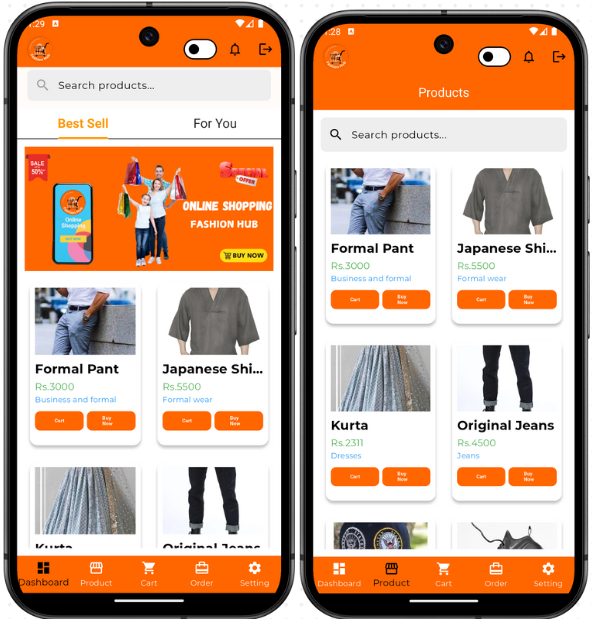 1:29
Search products...
Best Sell
For You
SALE
50%
Online
Shopping
BUY NOW
OFFER
ONLINE SHOPPING
FASHION HUB
BUY NOW
Formal Pant
Rs.3000
Business and formal
Cart
Buy
Now
Japanese Shi...
Rs.5500
Formal wear
Cart
Buy
Now
Kurta
Original Jeans
Dashboard
Product
Cart
Order
Setting
1:28
Products
Search products...
Formal Pant
Rs.3000
Business and formal
Cart
Buy
Now
Japanese Shi...
Rs.5500
Formal wear
Cart
Buy
Now
Kurta
Rs.2311
Dresses
Cart
Buy
Now
Original Jeans
Rs.4500
Jeans
Cart
Buy
Now
Dashboard
Product
Cart
Order
Setting